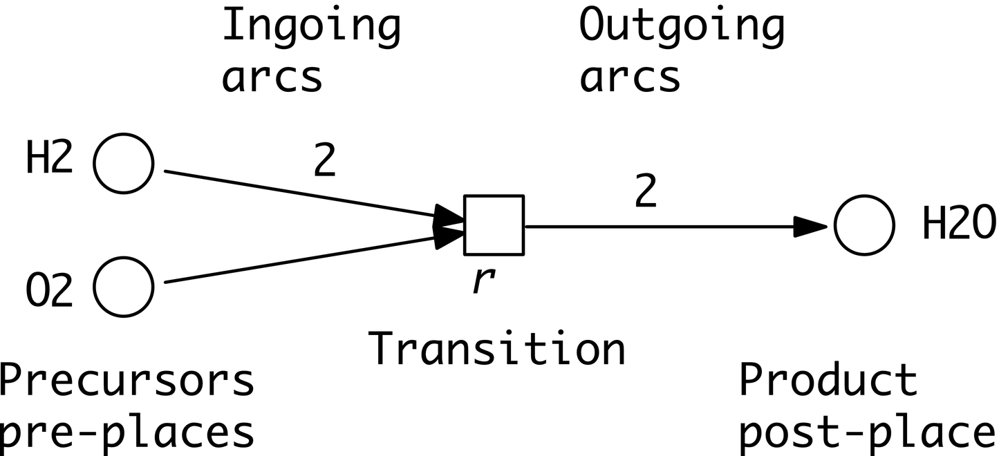 Ingoing
arcs
Outgoing
arcs
H2
2
2
H2O
O2
r
Transition
Precursors
pre-places
Product
post-place